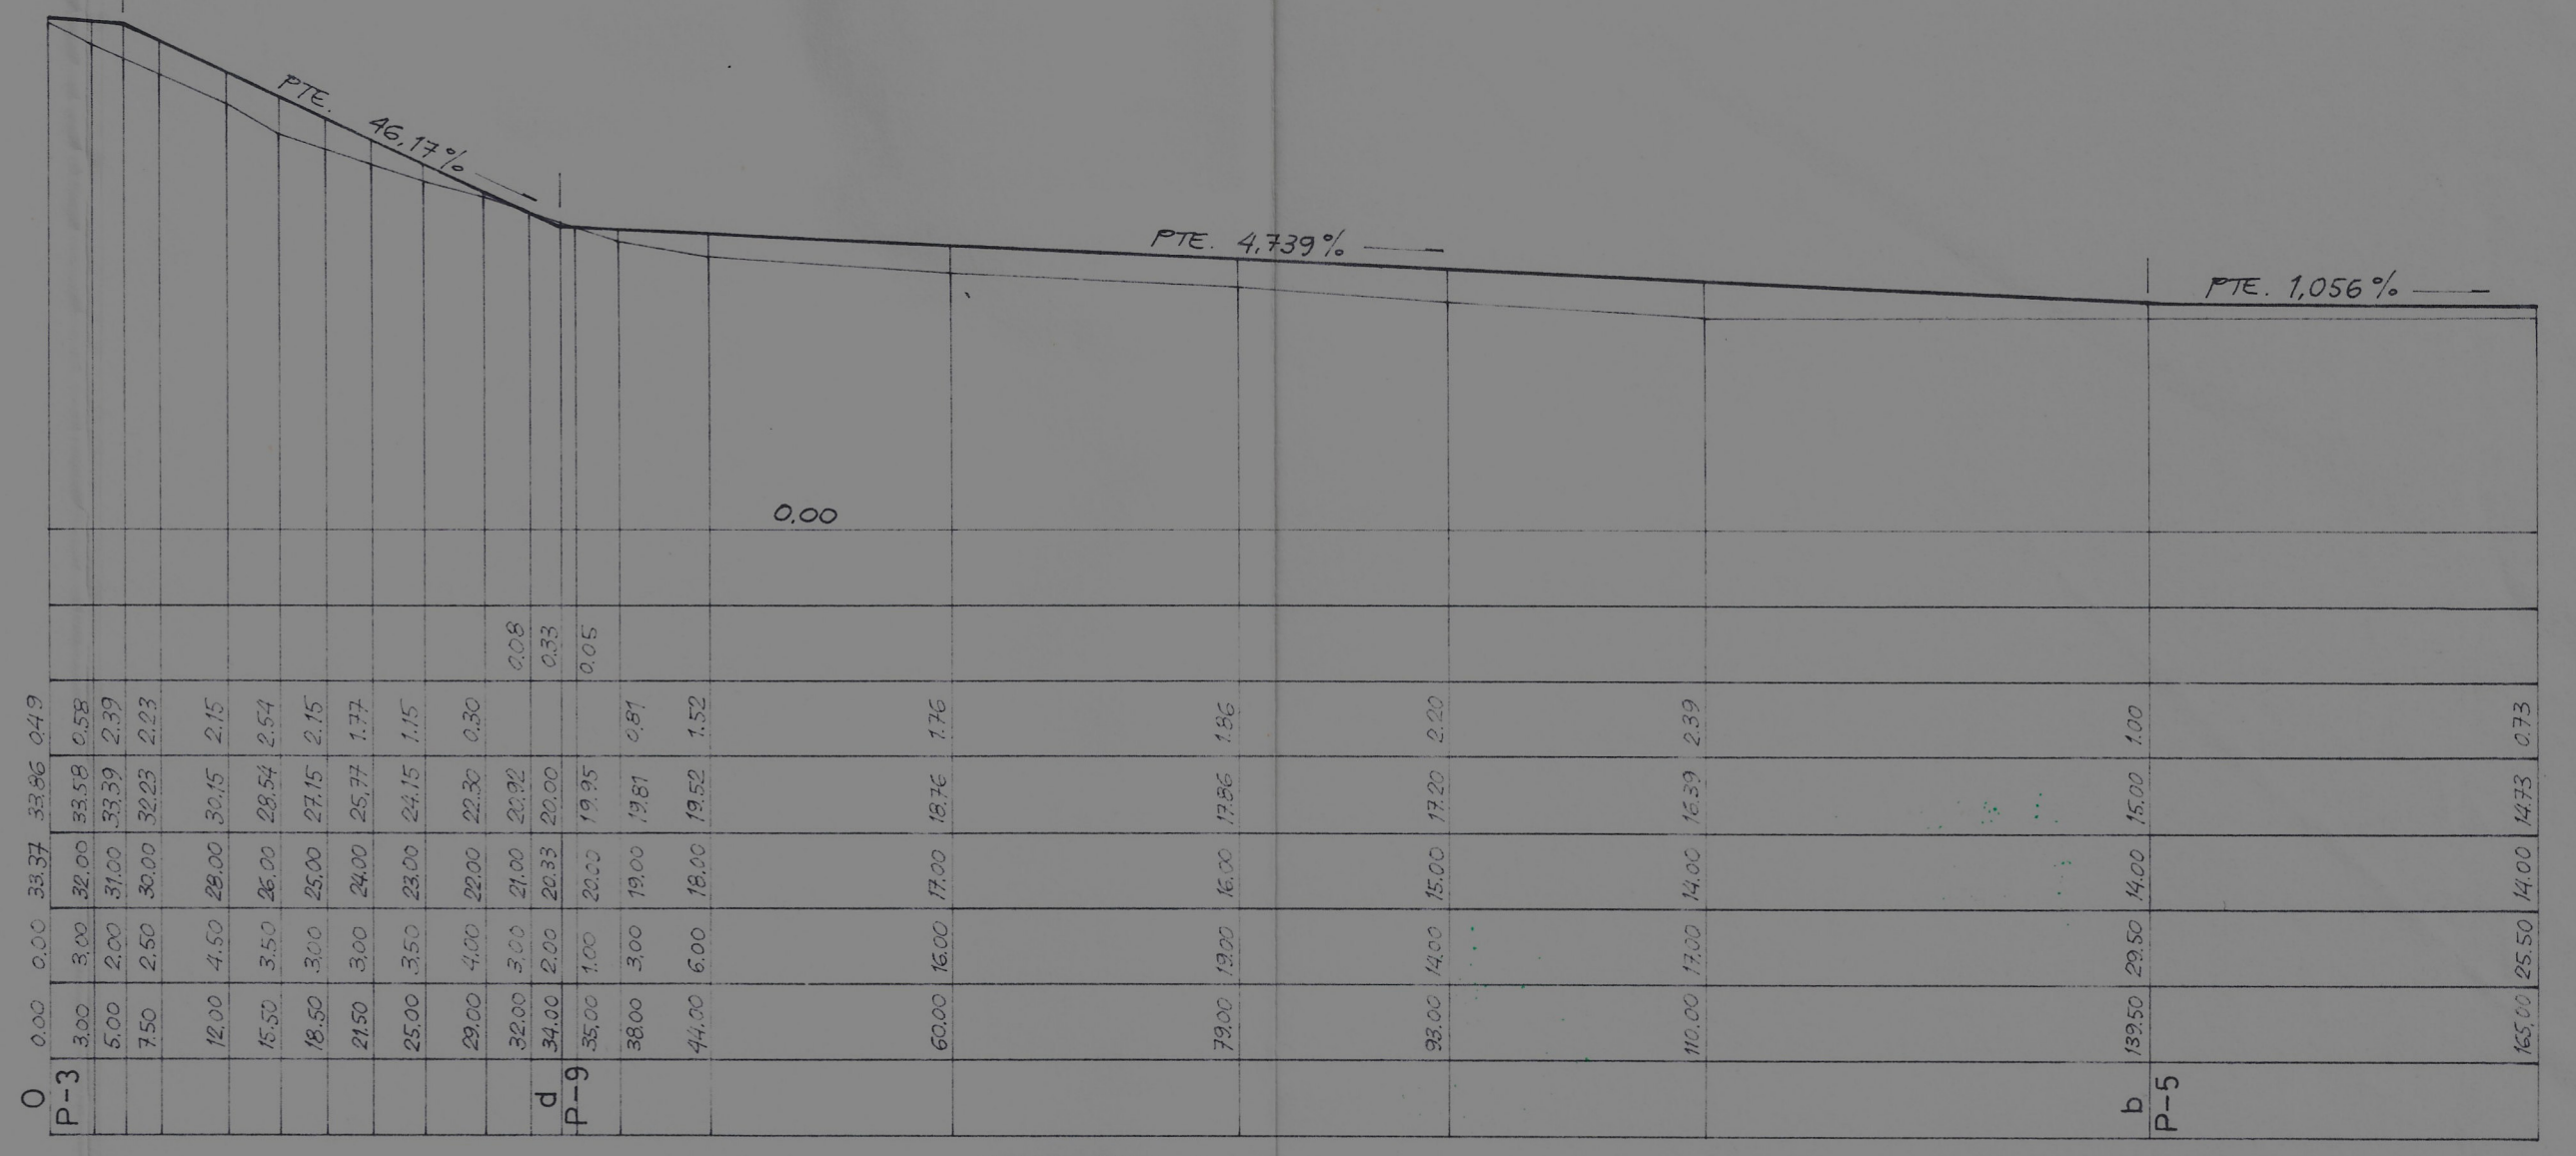 PTE. 46,17%
PTE. 4,739%
PTE. 1,056%
0.00
0.08 0.33 0.05
0.49 0.58 2.39 2.23 2.15 2.54 2.15 1.77 1.15 0.30 0.81 1.52 1.76 1.86 2.20 2.39 1.00 0.73
33.86 33.58 33.39 32.23 30.15 28.54 27.15 25.77 24.15 22.30 20.92 20.00 19.95 19.81 19.52 18.76 17.86 17.20 16.39 15.00 14.73
33.37 32.00 31.00 30.00 28.00 26.00 25.00 24.00 23.00 22.00 21.00 20.33 20.00 19.00 18.00 17.00 16.00 15.00 14.00 14.00 14.00
0.00 3.00 2.00 2.50 4.50 3.50 3.00 3.00 3.50 4.00 3.00 2.00 1.00 3.00 6.00 16.00 19.00 14.00 17.00 29.50 25.50
0.00 3.00 5.00 7.50 12.00 15.50 18.50 21.50 25.00 29.00 32.00 34.00 35.00 38.00 44.00 60.00 79.00 93.00 110.00 139.50 165.00
O d b
P-3 P-9 P-5